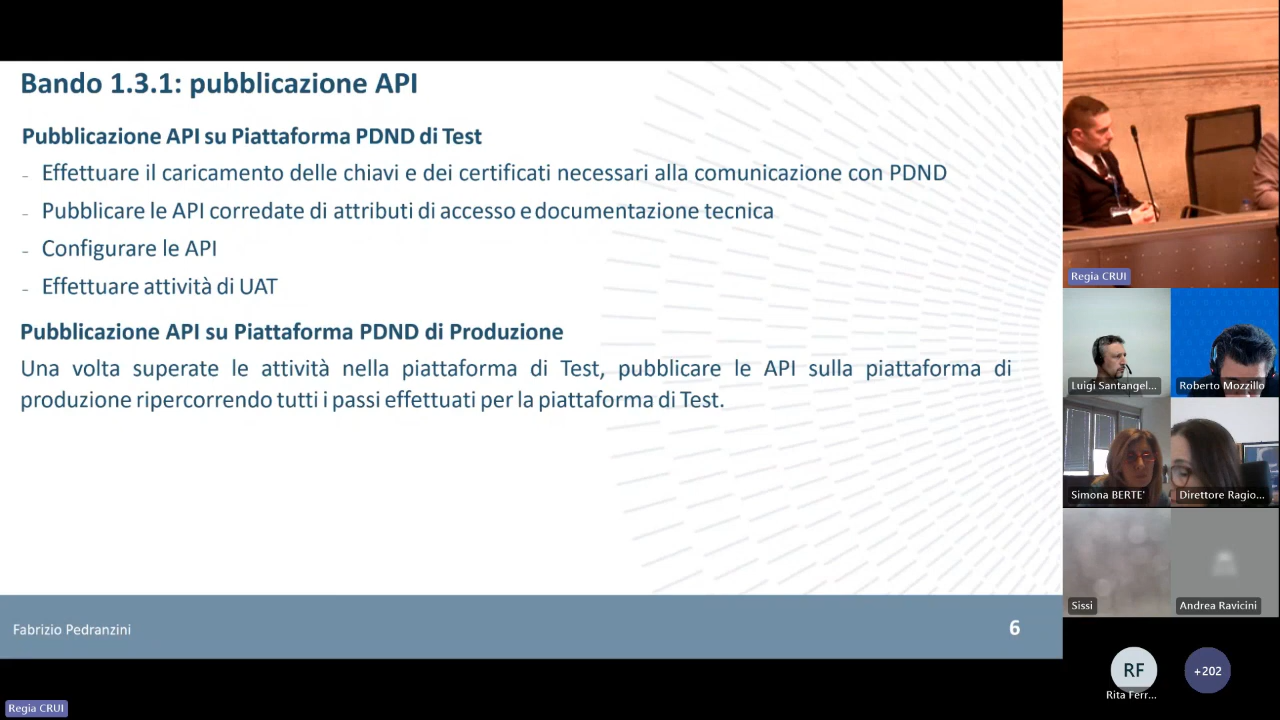 Bando 1.3.1: pubblicazione API
Pubblicazione API su Piattaforma PDND di Test
- Effettuare il caricamento delle chiavi e dei certificati necessari alla comunicazione con PDND
- Pubblicare le API corredate di attributi di accesso e documentazione tecnica
- Configurare le API
- Effettuare attività di UAT
Pubblicazione API su Piattaforma PDND di Produzione
Una volta superate le attività nella piattaforma di Test, pubblicare le API sulla piattaforma di
produzione ripercorrendo tutti i passi effettuati per la piattaforma di Test.
Fabrizio Pedranzini
6
Regia CRUI
Regia CRUI
Luigi Santangel...
Roberto Mozzillo
Simona BERTE'
Direttore Ragio...
Sissi
Andrea Ravicini
RF
+202
Rita Ferr...